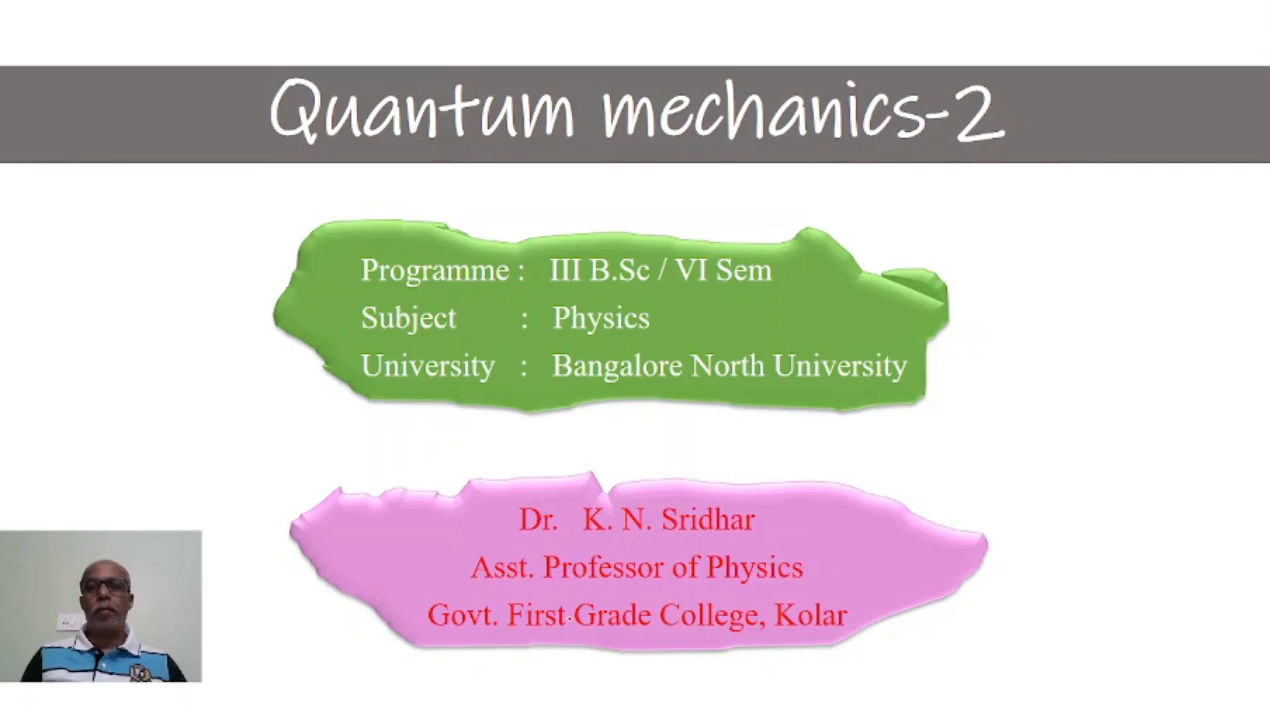 Quantum mechanics-2
Programme : III B.Sc / VI Sem
Subject : Physics
University : Bangalore North University
Dr. K. N. Sridhar
Asst. Professor of Physics
Govt. First Grade College, Kolar